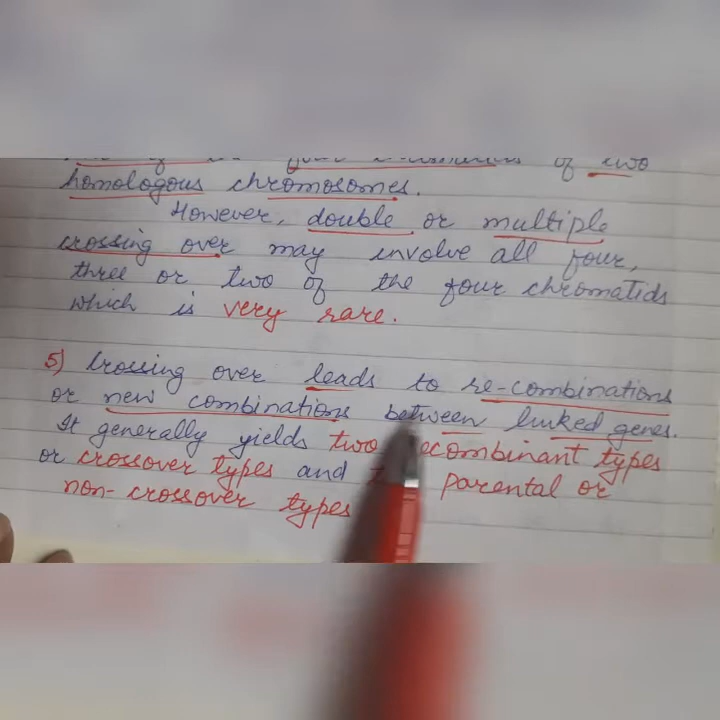 of two
homologous chromosomes.
However, double or multiple
crossing over may involve all four,
three or two of the four chromatids
which is very rare.
5) Crossing over leads to re-combinations
or new combinations between linked genes.
It generally yields two recombinant types
or crossover types and parental or
non-crossover types